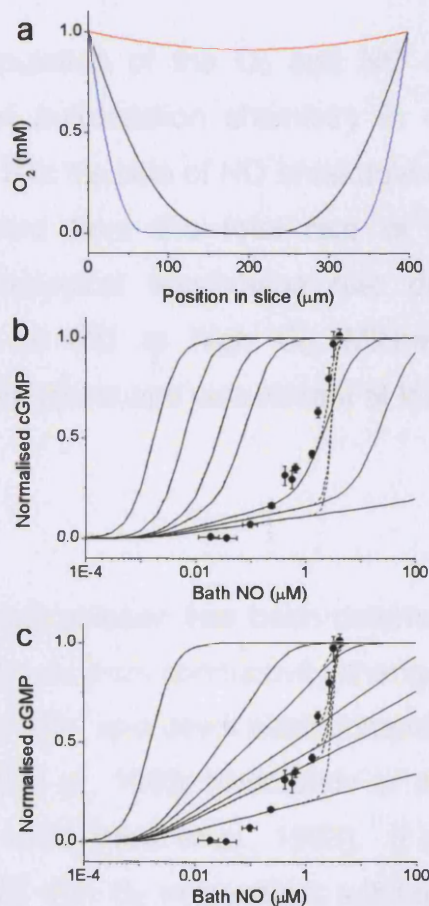 a
O₂ (mM)
1.0
0.5
0.0
0 100 200 300 400
Position in slice (μm)
b
Normalised cGMP
1.0
0.5
0.0
1E-4 0.01 1 100
Bath NO (μM)
c
Normalised cGMP
1.0
0.5
0.0
1E-4 0.01 1 100
Bath NO (μM)